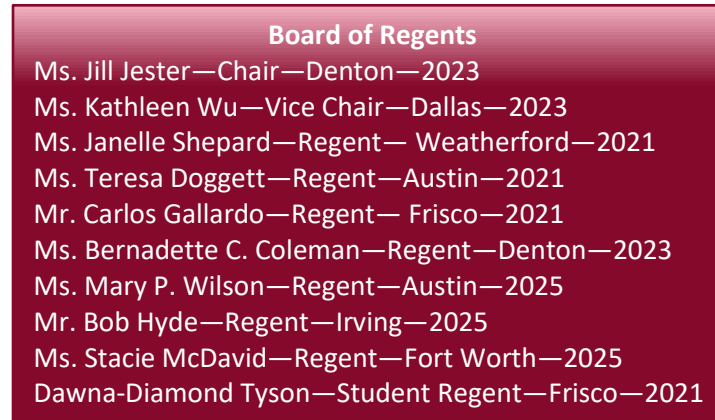 Board of Regents
Ms. Jill Jester—Chair—Denton—2023
Ms. Kathleen Wu—Vice Chair—Dallas—2023
Ms. Janelle Shepard—Regent— Weatherford—2021
Ms. Teresa Doggett—Regent—Austin—2021
Mr. Carlos Gallardo—Regent— Frisco—2021
Ms. Bernadette C. Coleman—Regent—Denton—2023
Ms. Mary P. Wilson—Regent—Austin—2025
Mr. Bob Hyde—Regent—Irving—2025
Ms. Stacie McDavid—Regent—Fort Worth—2025
Dawna-Diamond Tyson—Student Regent—Frisco—2021